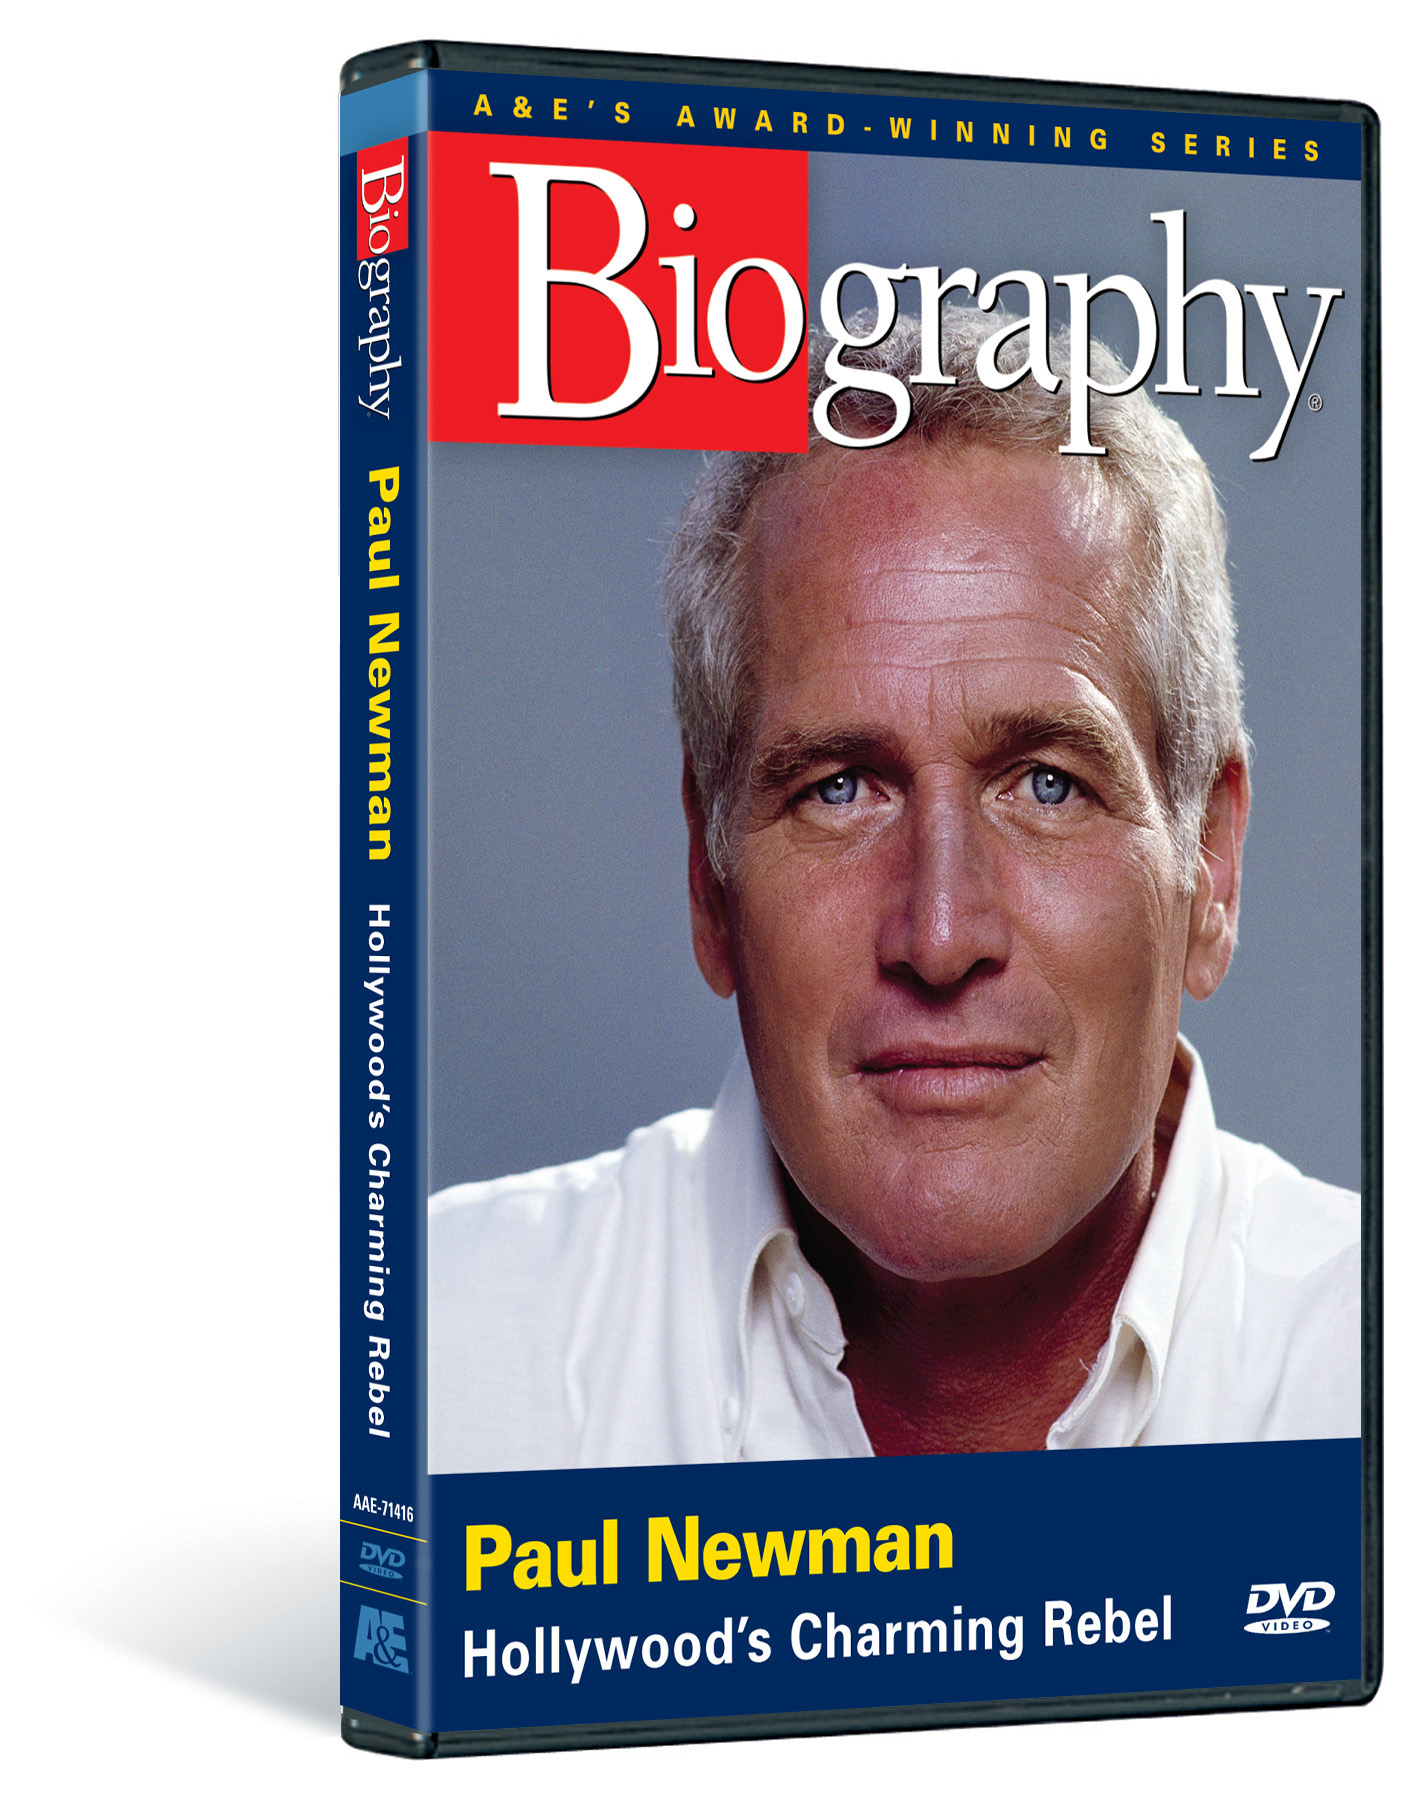 A&E'S AWARD-WINNING SERIES
Biography®
Paul Newman
Hollywood's Charming Rebel
DVD
VIDEO
Biography
Paul Newman Hollywood's Charming Rebel
AAE-71416
DVD
VIDEO
A&E